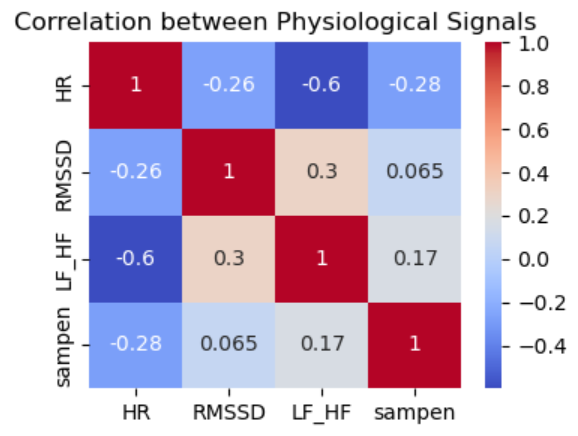 Correlation between Physiological Signals
HR 1 -0.26 -0.6 -0.28
RMSSD -0.26 1 0.3 0.065
LF_HF -0.6 0.3 1 0.17
sampen -0.28 0.065 0.17 1
HR RMSSD LF_HF sampen
1.0
0.8
0.6
0.4
0.2
0.0
−0.2
−0.4